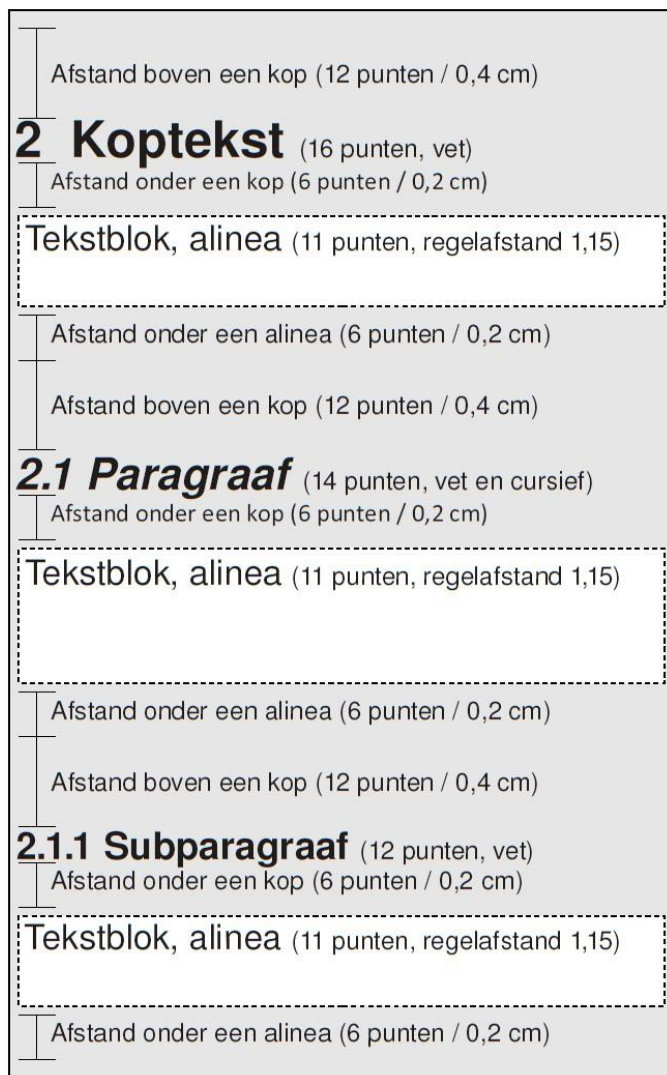 Afstand boven een kop (12 punten / 0,4 cm)
2 Koptekst (16 punten, vet)
Afstand onder een kop (6 punten / 0,2 cm)
Tekstblok, alinea (11 punten, regelafstand 1,15)
Afstand onder een alinea (6 punten / 0,2 cm)
Afstand boven een kop (12 punten / 0,4 cm)
2.1 Paragraaf (14 punten, vet en cursief)
Afstand onder een kop (6 punten / 0,2 cm)
Tekstblok, alinea (11 punten, regelafstand 1,15)
Afstand onder een alinea (6 punten / 0,2 cm)
Afstand boven een kop (12 punten / 0,4 cm)
2.1.1 Subparagraaf (12 punten, vet)
Afstand onder een kop (6 punten / 0,2 cm)
Tekstblok, alinea (11 punten, regelafstand 1,15)
Afstand onder een alinea (6 punten / 0,2 cm)